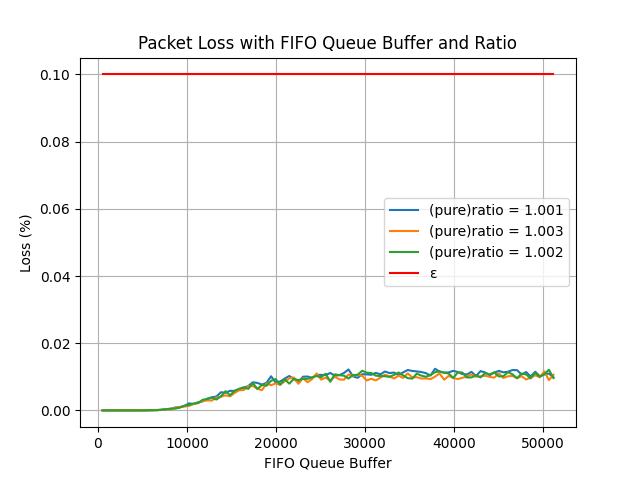 Packet Loss with FIFO Queue Buffer and Ratio
0.10
0.08
0.06
0.04
0.02
0.00
Loss (%)
(pure)ratio = 1.001
(pure)ratio = 1.003
(pure)ratio = 1.002
ε
0 10000 20000 30000 40000 50000
FIFO Queue Buffer